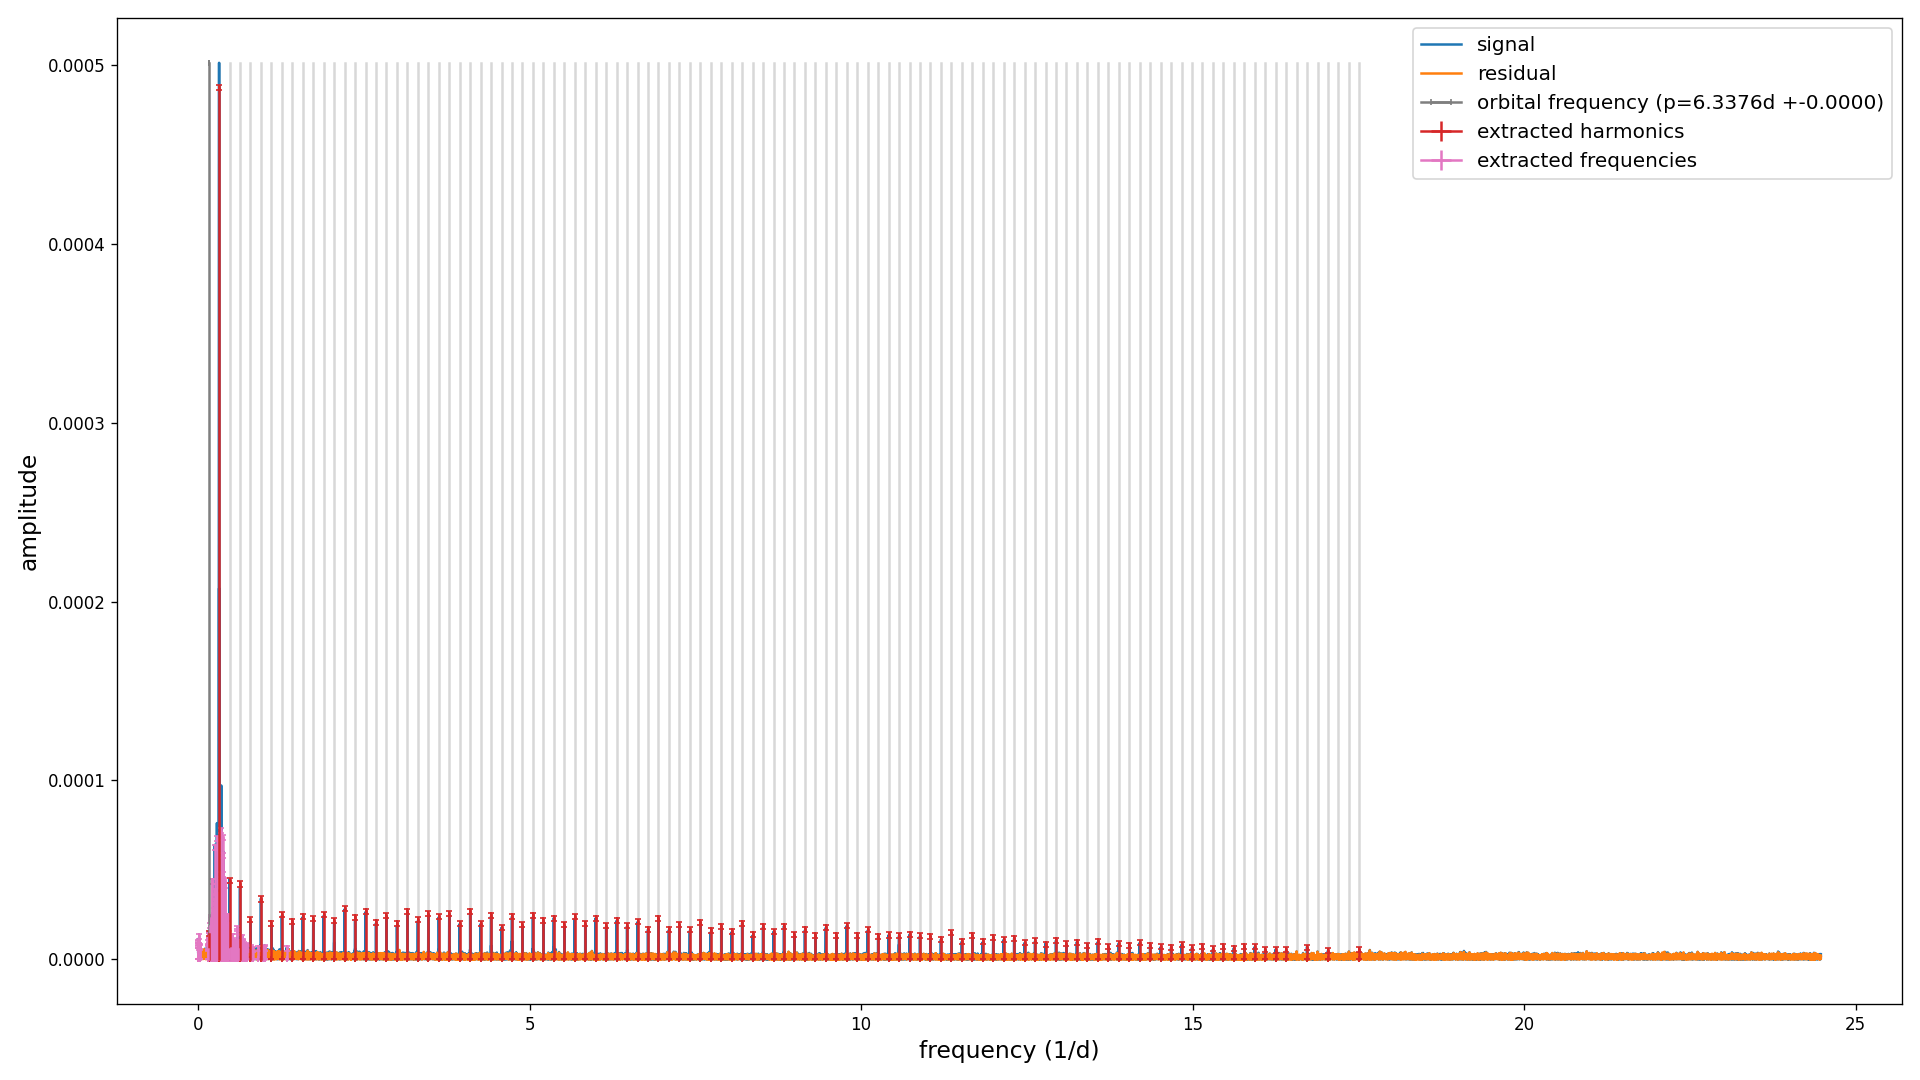 signal
residual
orbital frequency (p=6.3376d +-0.0000)
extracted harmonics
extracted frequencies
amplitude
0.0005
0.0004
0.0003
0.0002
0.0001
0.0000
0 5 10 15 20 25
frequency (1/d)